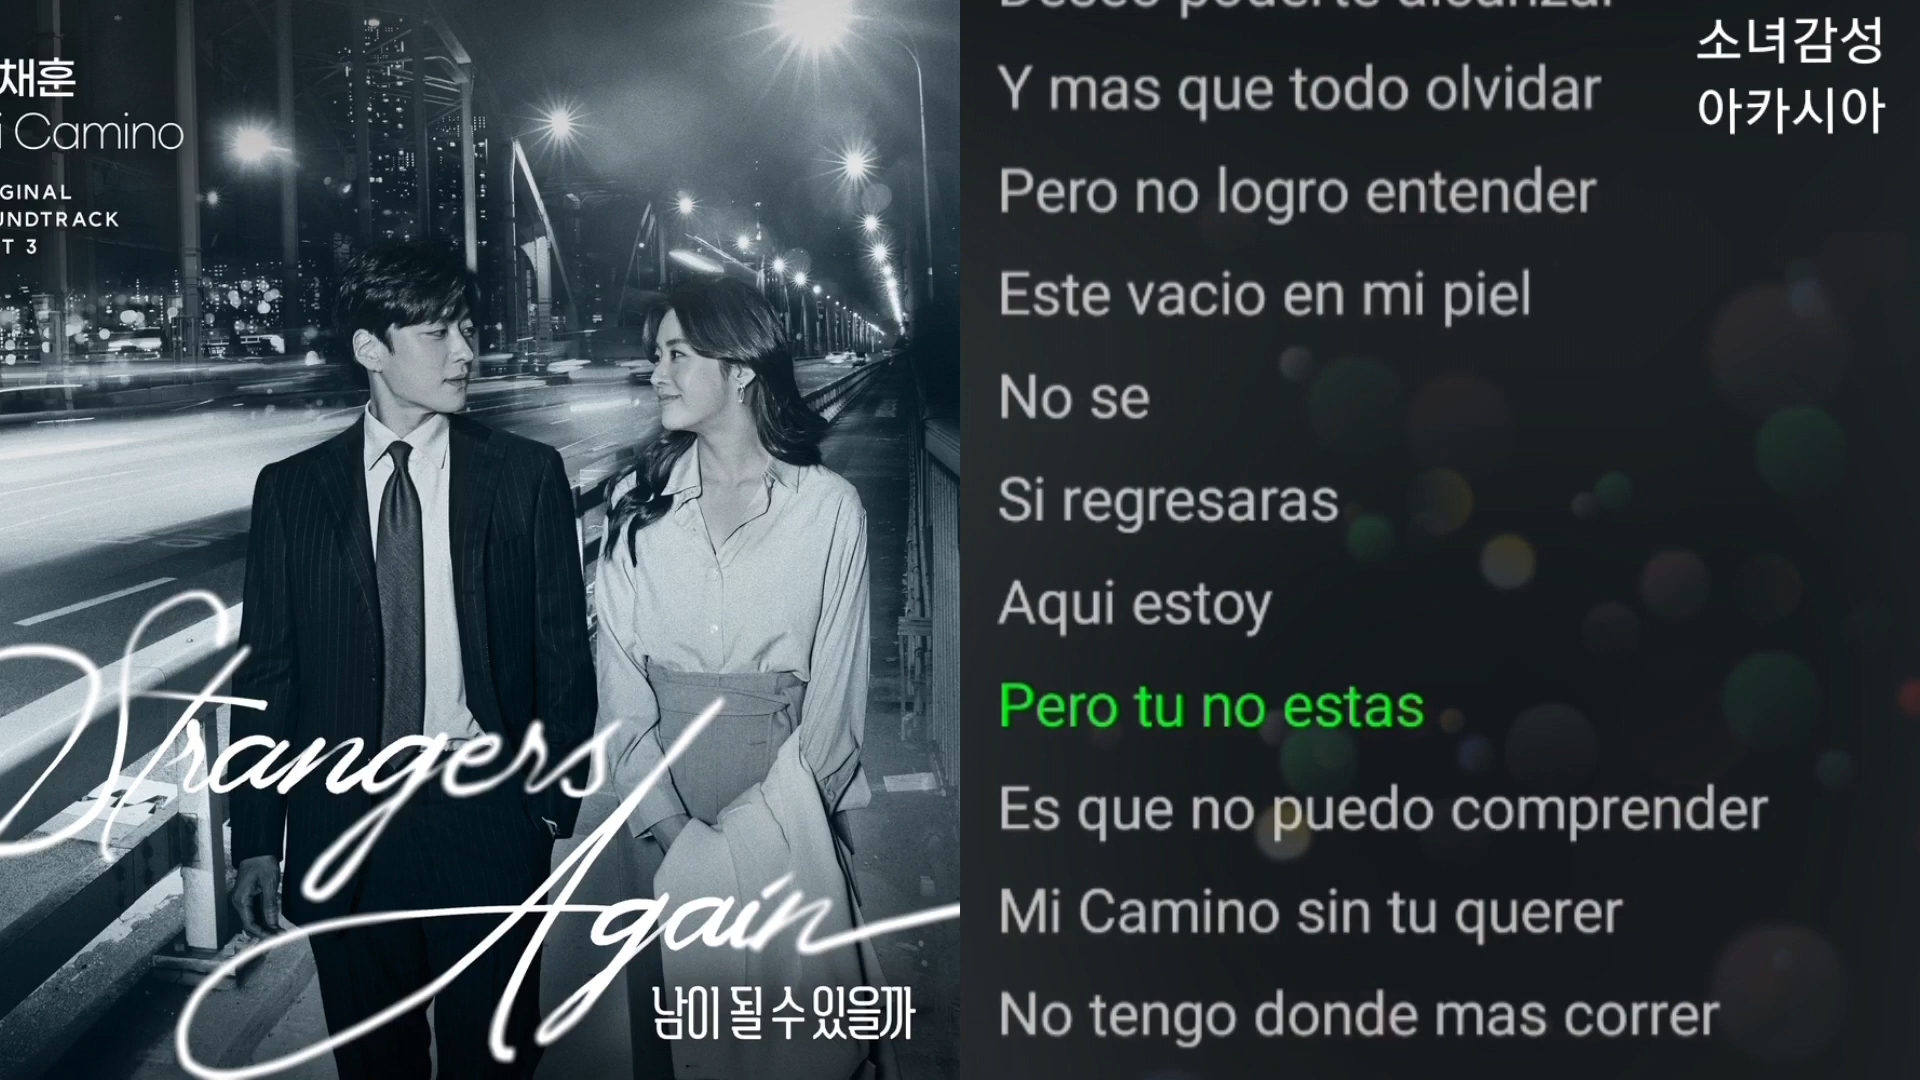 채훈
i Camino
GINAL
UNDTRACK
T 3
Strangers
Again
남이 될 수 있을까
소녀감성
아카시아
Deseo poderte alcanzar
Y mas que todo olvidar
Pero no logro entender
Este vacio en mi piel
No se
Si regresaras
Aqui estoy
Pero tu no estas
Es que no puedo comprender
Mi Camino sin tu querer
No tengo donde mas correr